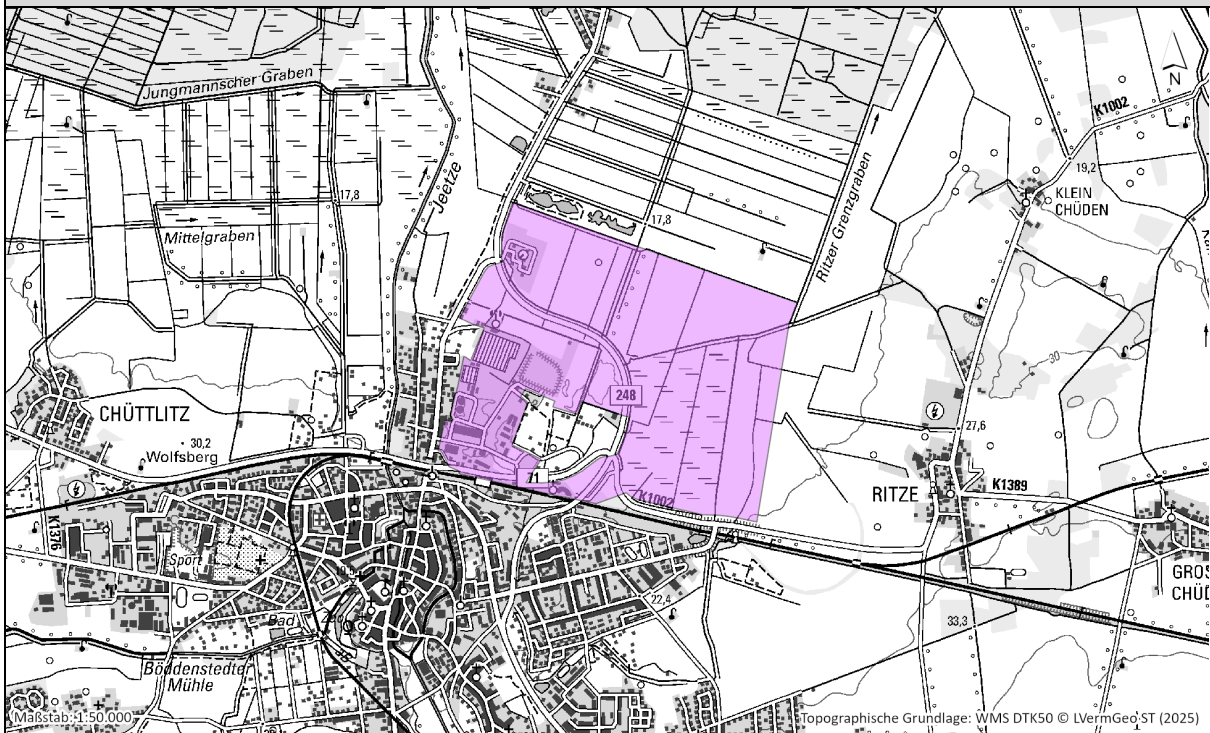 Jungmannscher Graben
K1002
N
Jeetze
Ritzer Grenzgraben
19,2
KLEIN
CHÜDEN
17,8
17,8
Mittelgraben
30
248
CHÜTTLITZ
30,2
Wolfsberg
27,6
71
K1002
RITZE
K1389
K1376
Sport
GROS
CHÜD
22,4
33,3
Bad
Böddenstedter
Mühle
Maßstab: 1:50.000
Topographische Grundlage: WMS DTK50 © LVermGeo ST (2025)